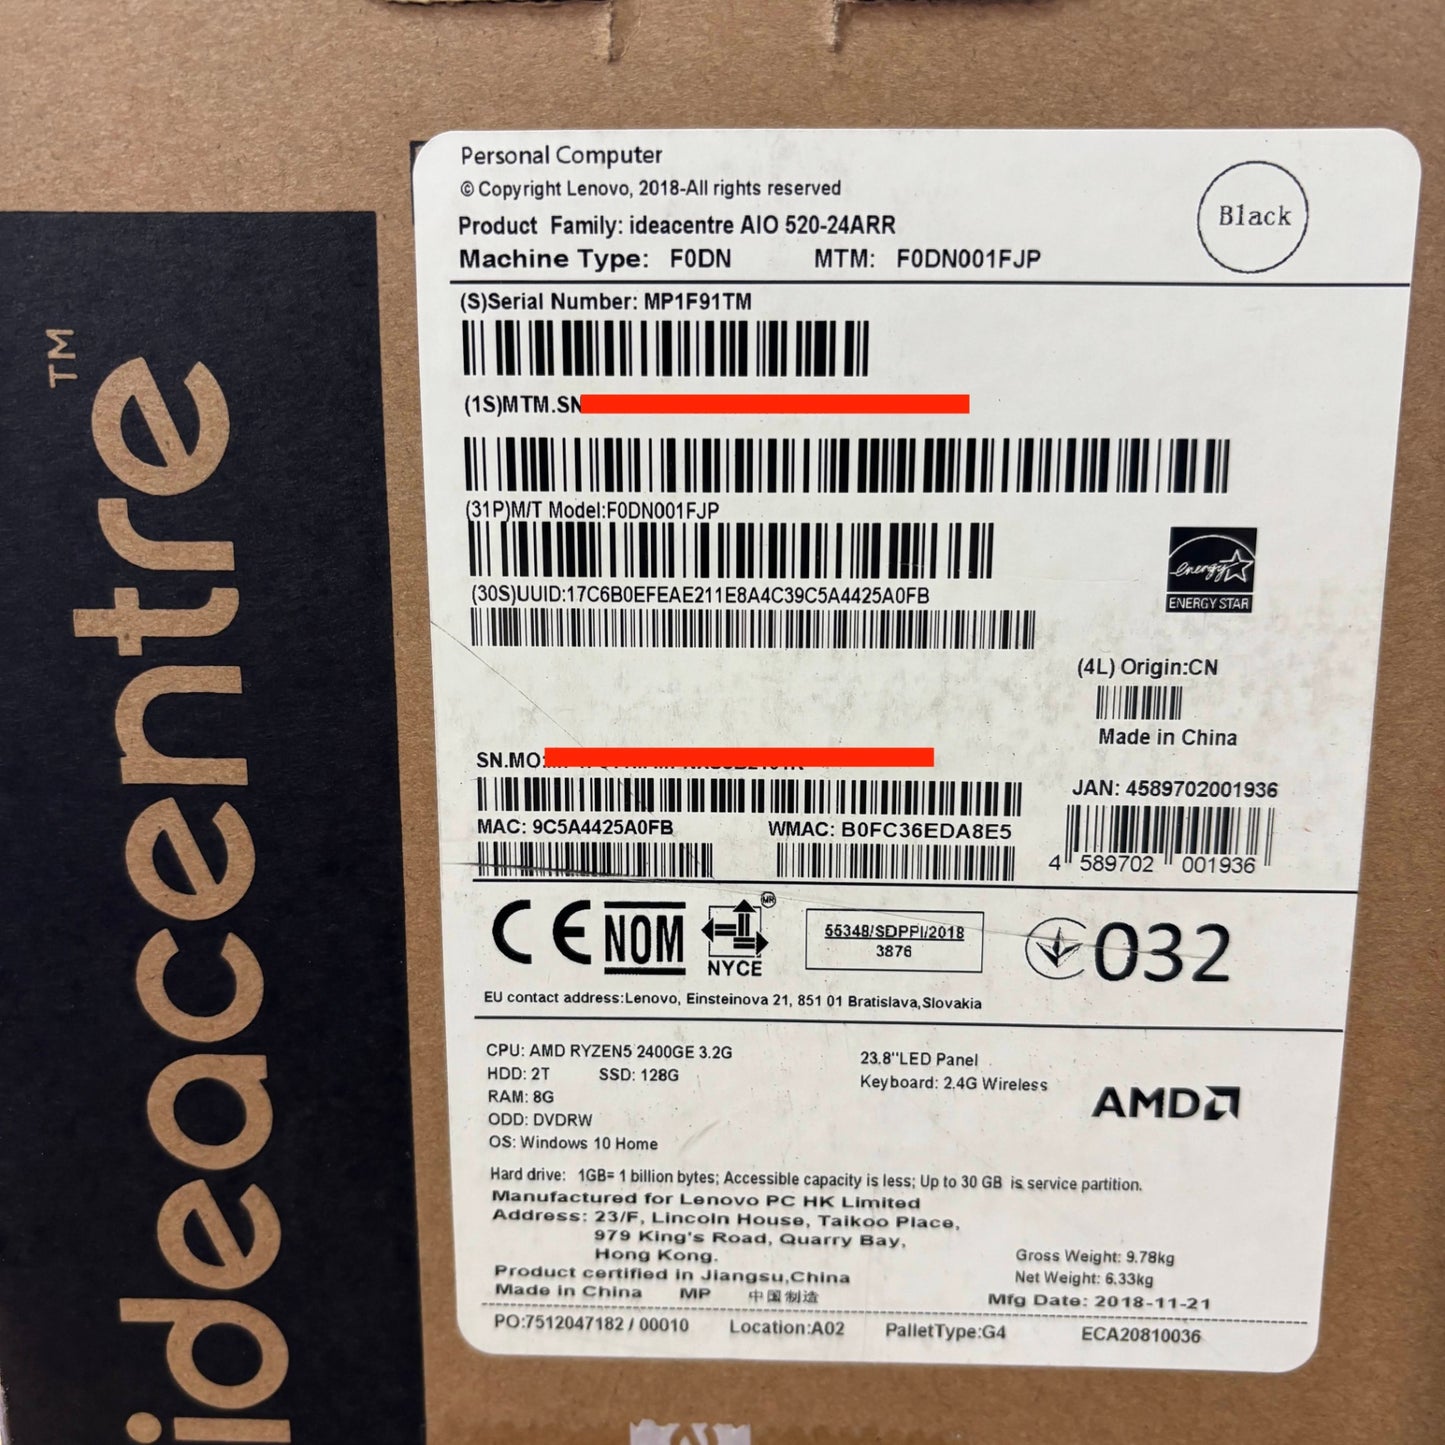 ideacentre™
Personal Computer
© Copyright Lenovo, 2018-All rights reserved
Product Family: ideacentre AIO 520-24ARR
Machine Type: F0DN MTM: F0DN001FJP
Black
(S)Serial Number: MP1F91TM
(1S)MTM.SN
(31P)M/T Model:F0DN001FJP
(30S)UUID:17C6B0EFEAE211E8A4C39C5A4425A0FB
energy
ENERGY STAR
(4L) Origin:CN
Made in China
SN.MO:
JAN: 4589702001936
4 589702 001936
MAC: 9C5A4425A0FB WMAC: B0FC36EDA8E5
CE NOM
MR
NYCE
55348/SDPPI/2018
3876
032
EU contact address:Lenovo, Einsteinova 21, 851 01 Bratislava,Slovakia
CPU: AMD RYZEN5 2400GE 3.2G
HDD: 2T SSD: 128G
RAM: 8G
ODD: DVDRW
OS: Windows 10 Home
23.8"LED Panel
Keyboard: 2.4G Wireless
AMD
Hard drive: 1GB= 1 billion bytes; Accessible capacity is less; Up to 30 GB is service partition.
Manufactured for Lenovo PC HK Limited
Address: 23/F, Lincoln House, Taikoo Place,
979 King's Road, Quarry Bay,
Hong Kong.
Product certified in Jiangsu,China
Made in China MP 中国制造
Gross Weight: 9.78kg
Net Weight: 6.33kg
Mfg Date: 2018-11-21
PO:7512047182 / 00010 Location:A02 PalletType:G4 ECA20810036